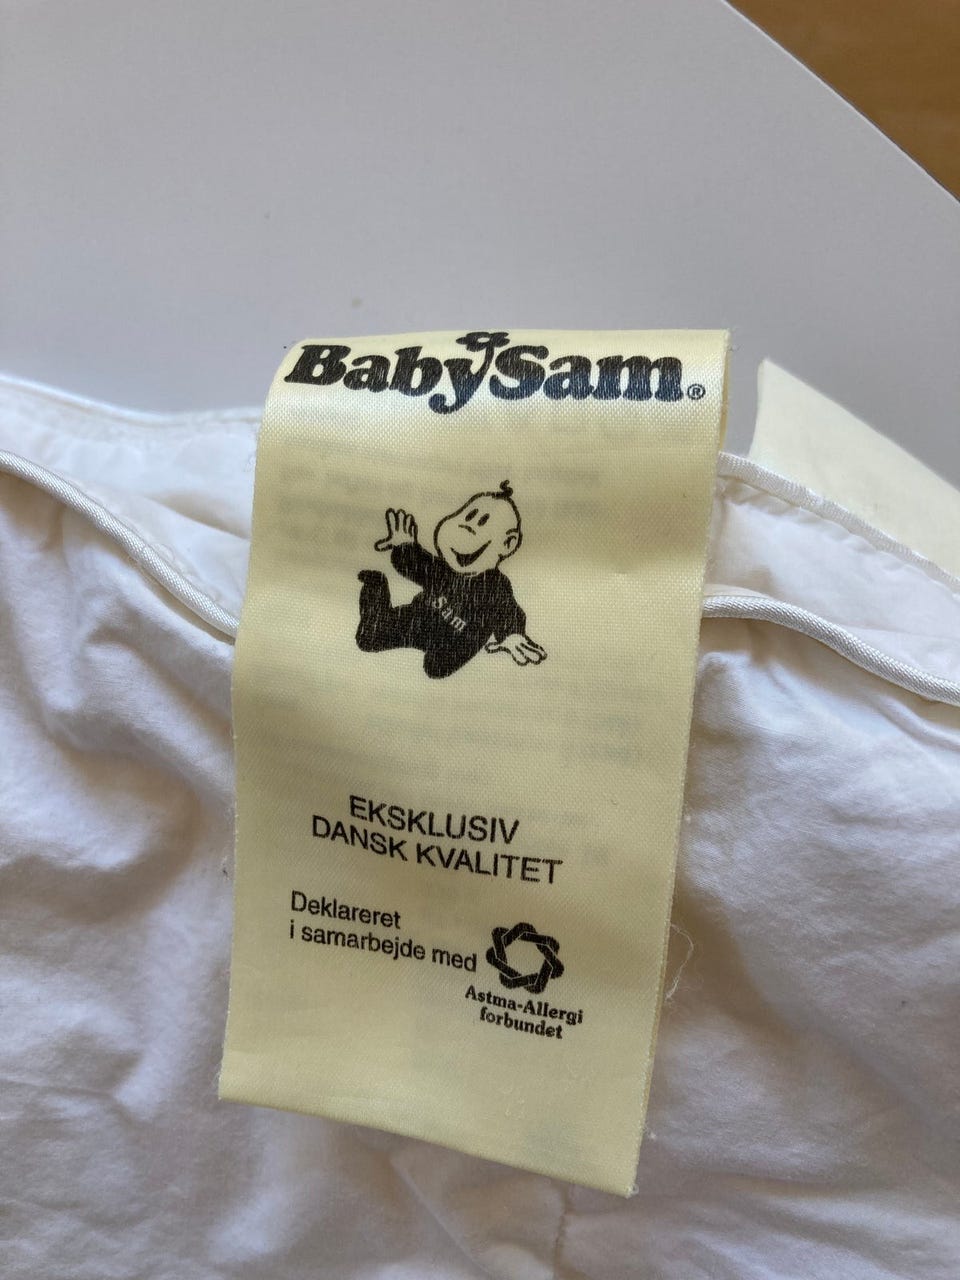 BabySam®
Sam
EKSKLUSIV
DANSK KVALITET
Deklareret
i samarbejde med
Astma-Allergi
forbundet